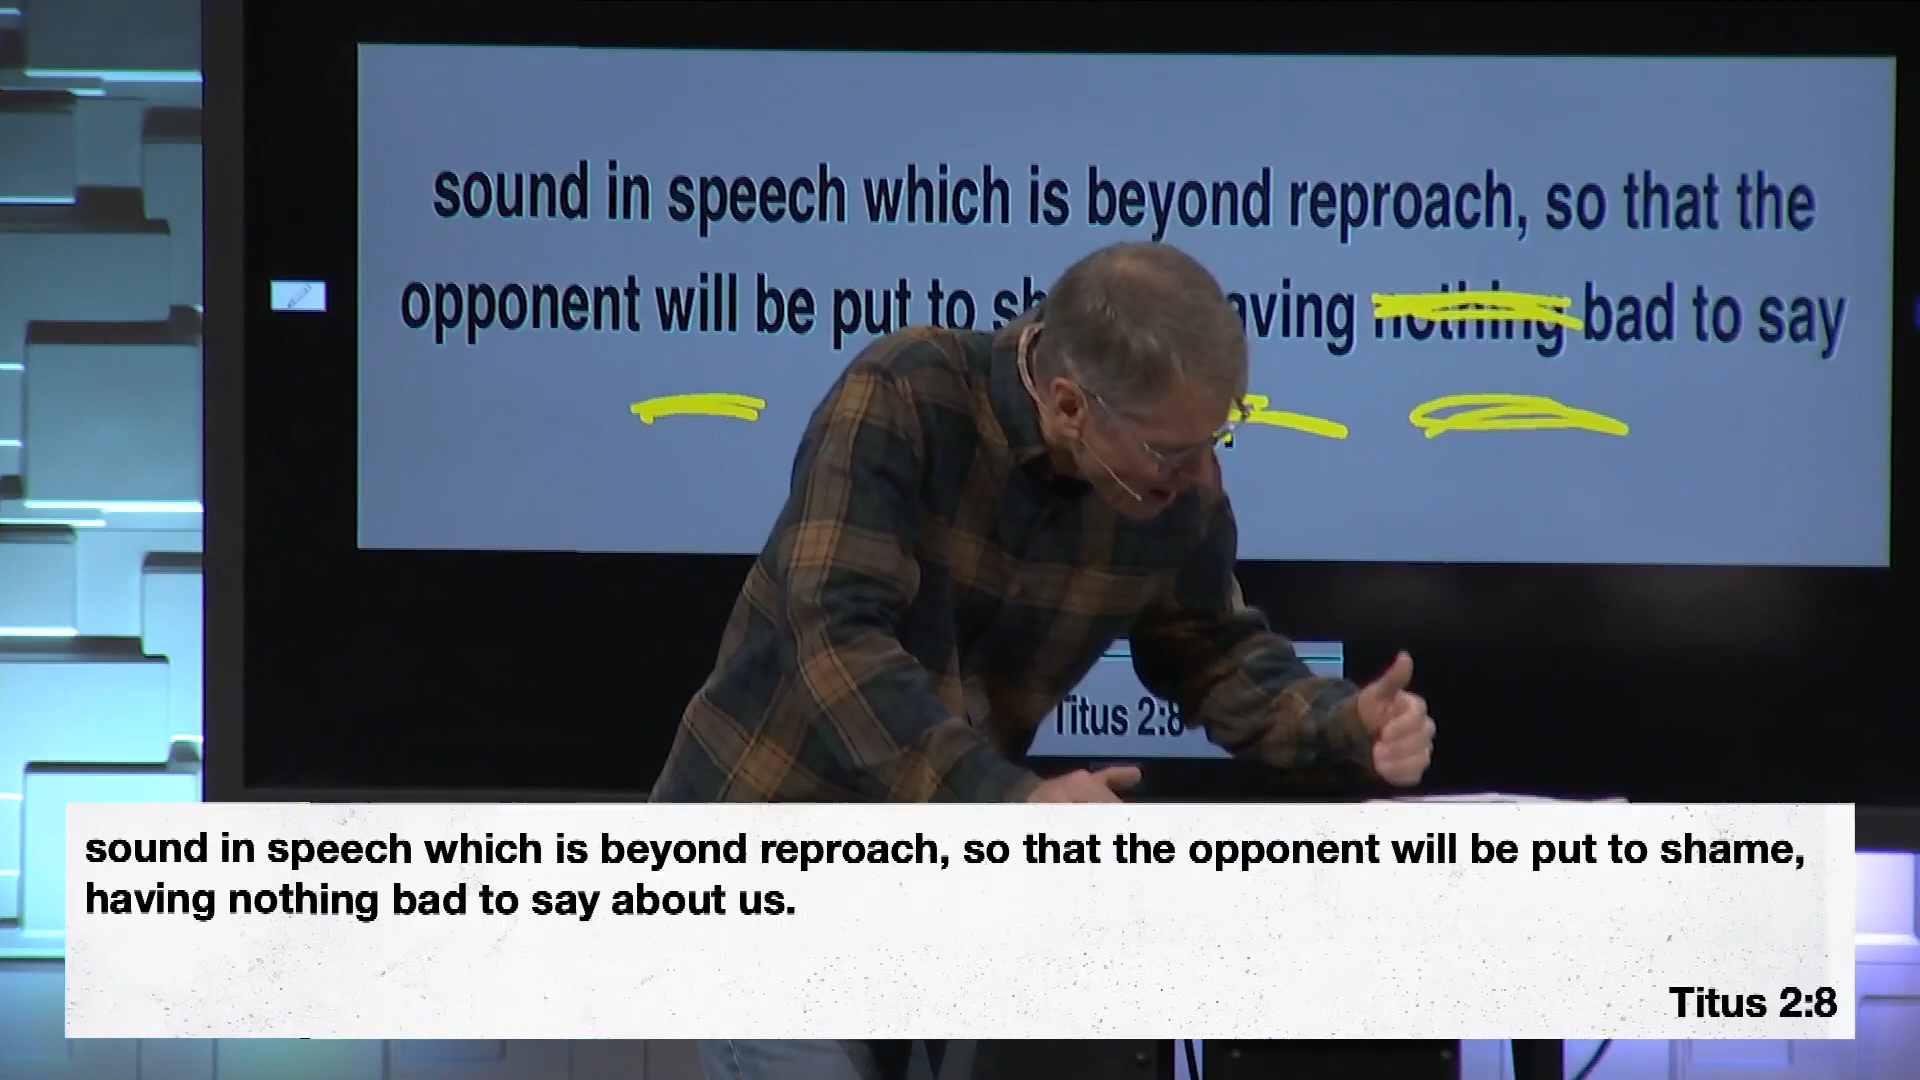 sound in speech which is beyond reproach, so that the
opponent will be put to having nothing bad to say
Titus 2:8
sound in speech which is beyond reproach, so that the opponent will be put to shame,
having nothing bad to say about us.
Titus 2:8